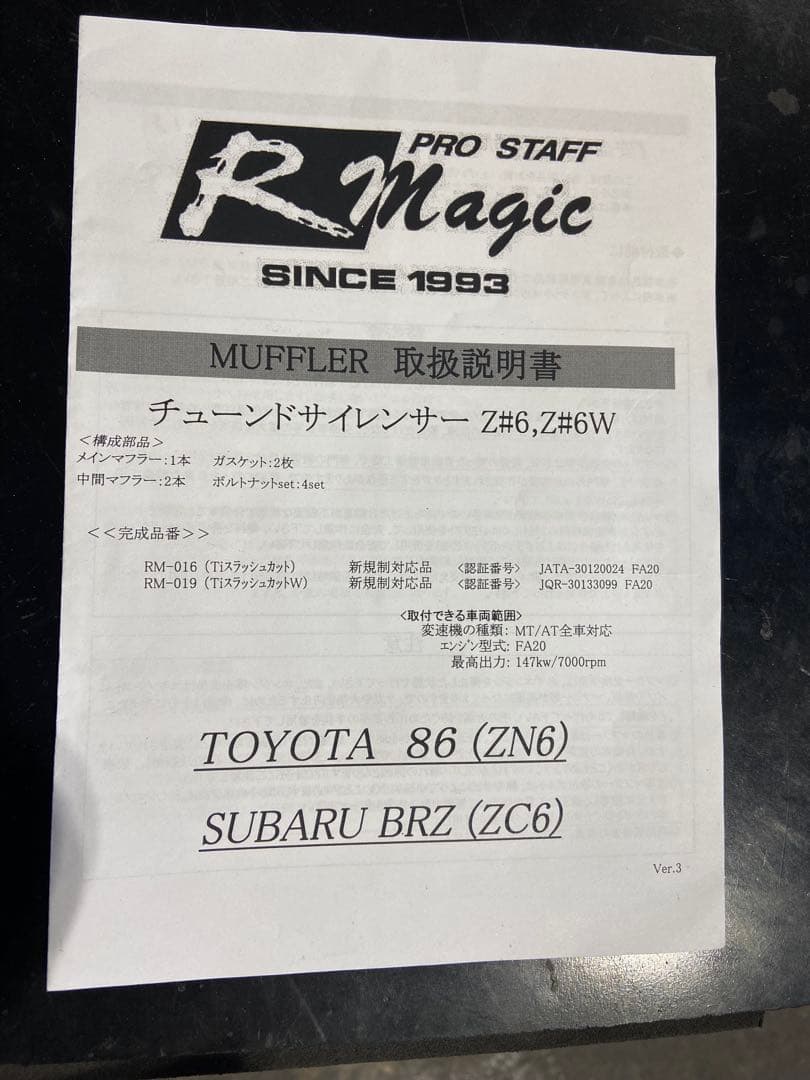 PRO STAFF
R Magic
SINCE 1993
MUFFLER 取扱説明書
チューンドサイレンサー Z#6,Z#6W
＜構成部品＞
メインマフラー:1本 ガスケット:2枚
中間マフラー:2本 ボルトナットset:4set
＜＜完成品番＞＞
RM-016 (Tiスラッシュカット) 新規制対応品 <認証番号> JATA-30120024 FA20
RM-019 (TiスラッシュカットW) 新規制対応品 <認証番号> JQR-30133099 FA20
<取付できる車両範囲>
変速機の種類: MT/AT全車対応
エンジン型式: FA20
最高出力: 147kw/7000rpm
TOYOTA 86 (ZN6)
SUBARU BRZ (ZC6)
Ver.3